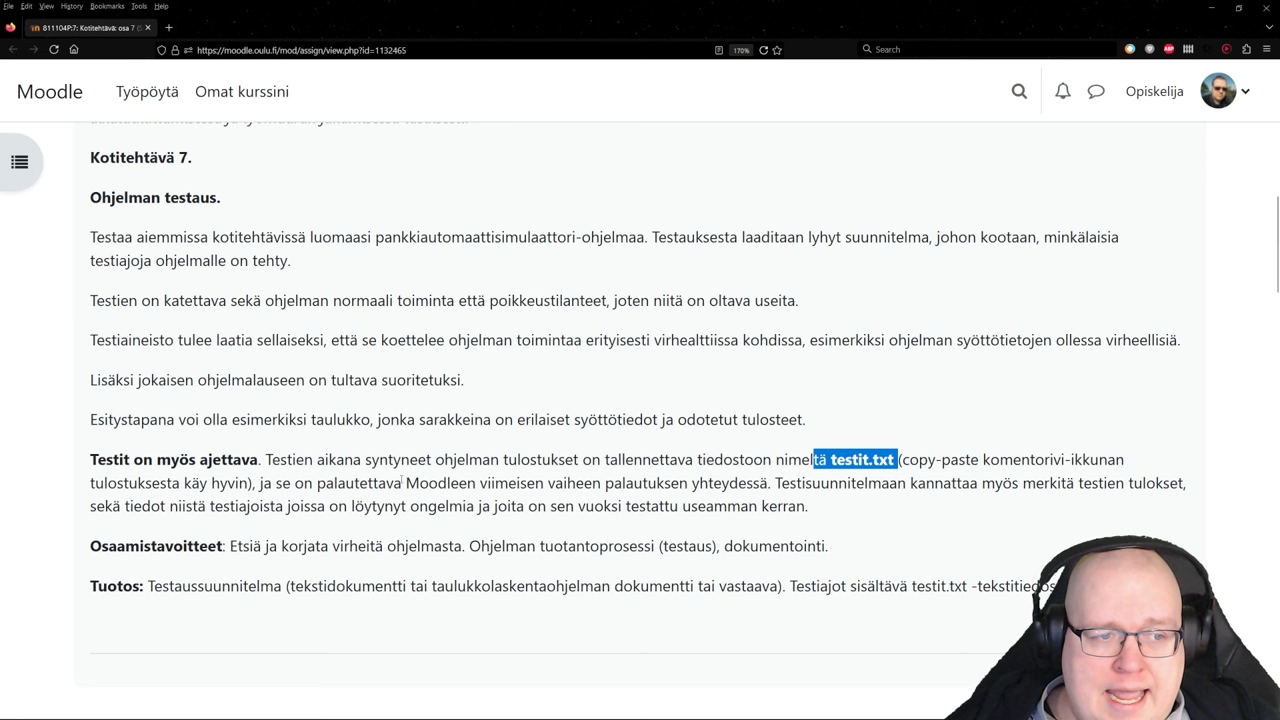 File Edit View History Bookmarks Tools Help
811104P:7: Kotitehtävä: osa 7
https://moodle.oulu.fi/mod/assign/view.php?id=1132465
170%
Search
Moodle Työpöytä Omat kurssini
Opiskelija
Kotitehtävä 7.
Ohjelman testaus.
Testaa aiemmissa kotitehtävissä luomaasi pankkiautomaattisimulaattori-ohjelmaa. Testauksesta laaditaan lyhyt suunnitelma, johon kootaan, minkälaisia
testiajoja ohjelmalle on tehty.
Testien on katettava sekä ohjelman normaali toiminta että poikkeustilanteet, joten niitä on oltava useita.
Testiaineisto tulee laatia sellaiseksi, että se koettelee ohjelman toimintaa erityisesti virhealttiissa kohdissa, esimerkiksi ohjelman syöttötietojen ollessa virheellisiä.
Lisäksi jokaisen ohjelmalauseen on tultava suoritetuksi.
Esitystapana voi olla esimerkiksi taulukko, jonka sarakkeina on erilaiset syöttötiedot ja odotetut tulosteet.
Testit on myös ajettava. Testien aikana syntyneet ohjelman tulostukset on tallennettava tiedostoon nimeltä testit.txt (copy-paste komentorivi-ikkunan
tulostuksesta käy hyvin), ja se on palautettava Moodleen viimeisen vaiheen palautuksen yhteydessä. Testisuunnitelmaan kannattaa myös merkitä testien tulokset,
sekä tiedot niistä testiajoista joissa on löytynyt ongelmia ja joita on sen vuoksi testattu useamman kerran.
Osaamistavoitteet: Etsiä ja korjata virheitä ohjelmasta. Ohjelman tuotantoprosessi (testaus), dokumentointi.
Tuotos: Testaussuunnitelma (tekstidokumentti tai taulukkolaskentaohjelman dokumentti tai vastaava). Testiajot sisältävä testit.txt